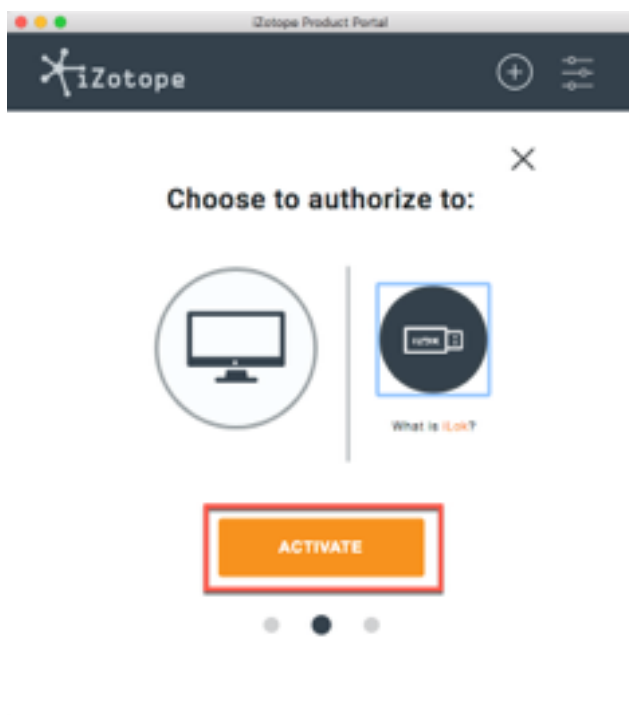 iZotope Product Portal
iZotope
Choose to authorize to:
What is iLok?
ACTIVATE